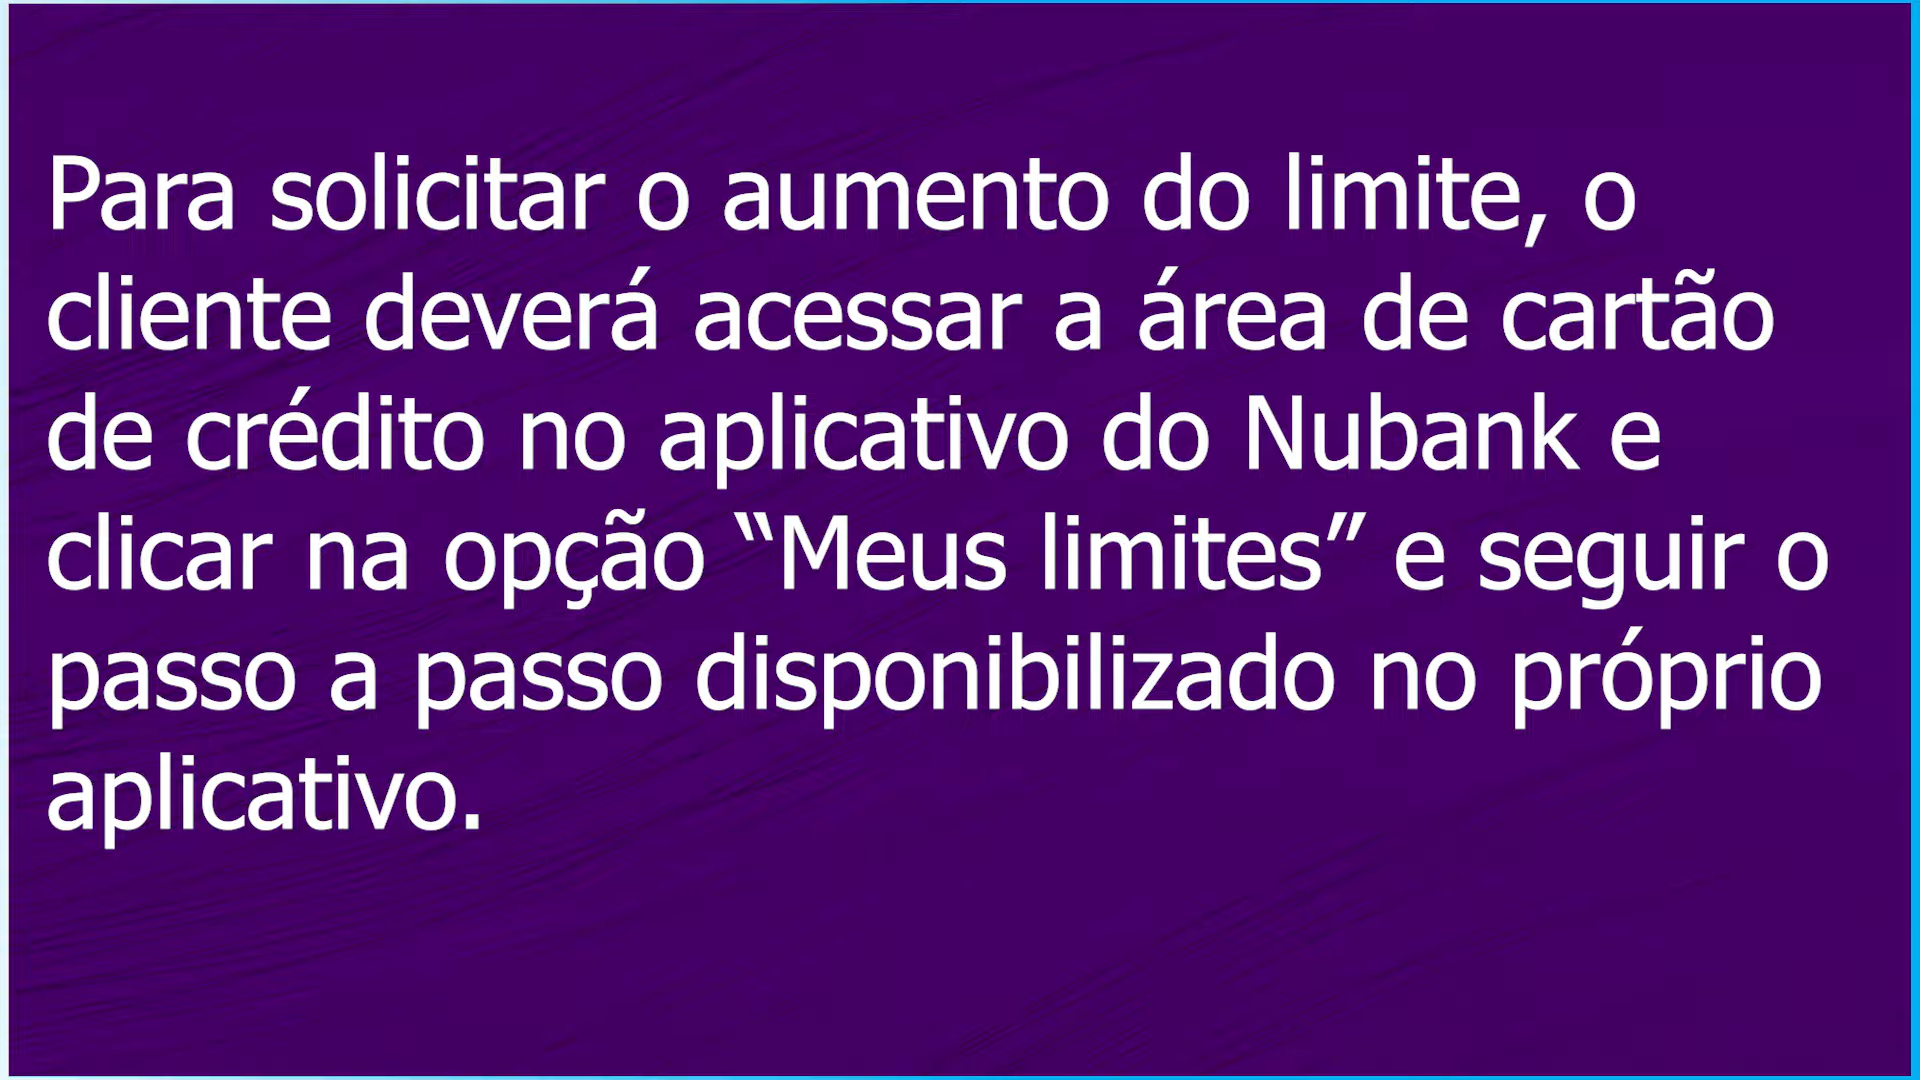 Para solicitar o aumento do limite, o
cliente deverá acessar a área de cartão
de crédito no aplicativo do Nubank e
clicar na opção “Meus limites” e seguir o
passo a passo disponibilizado no próprio
aplicativo.